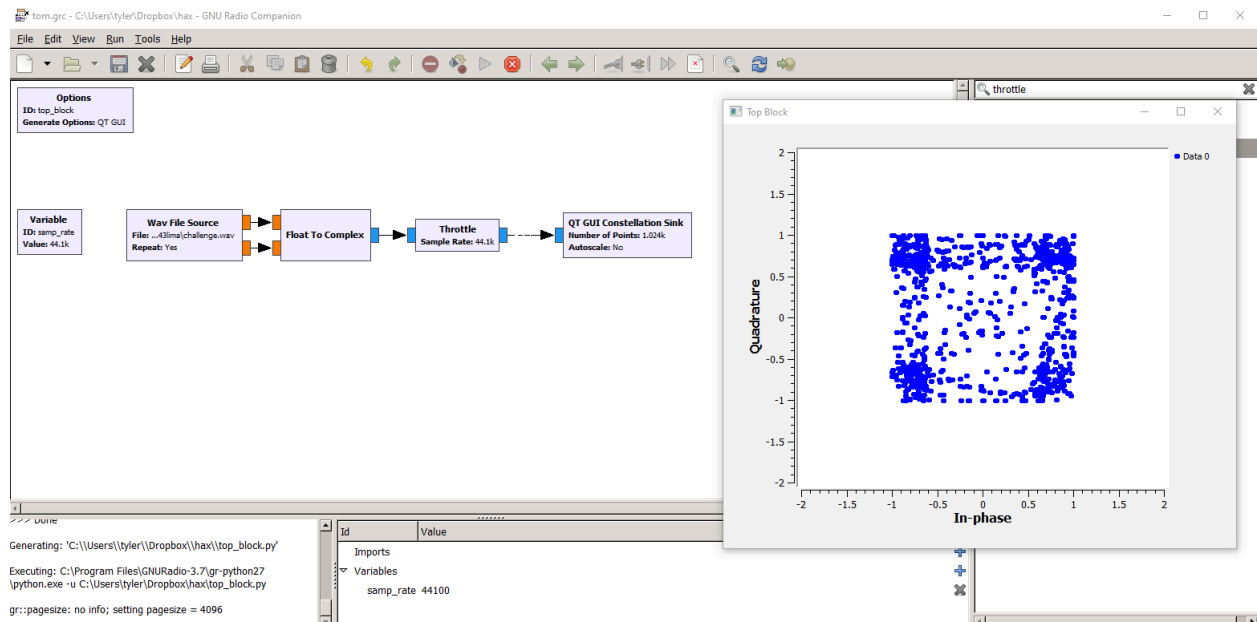 tom.grc - C:\Users\tyler\Dropbox\hax - GNU Radio Companion
File Edit View Run Tools Help
Options
ID: top_block
Generate Options: QT GUI
Variable
ID: samp_rate
Value: 44.1k
Wav File Source
File: ...43lima\challenge.wav
Repeat: Yes
Float To Complex
Throttle
Sample Rate: 44.1k
QT GUI Constellation Sink
Number of Points: 1.024k
Autoscale: No
throttle
Top Block
Data 0
2
1.5
1
0.5
0
-0.5
-1
-1.5
-2
Quadrature
-2 -1.5 -1 -0.5 0 0.5 1 1.5 2
In-phase
>>> Done
Generating: 'C:\\Users\\tyler\\Dropbox\\hax\\top_block.py'
Executing: C:\Program Files\GNURadio-3.7\gr-python27
\python.exe -u C:\Users\tyler\Dropbox\hax\top_block.py
gr::pagesize: no info; setting pagesize = 4096
Id Value
Imports
Variables
samp_rate 44100